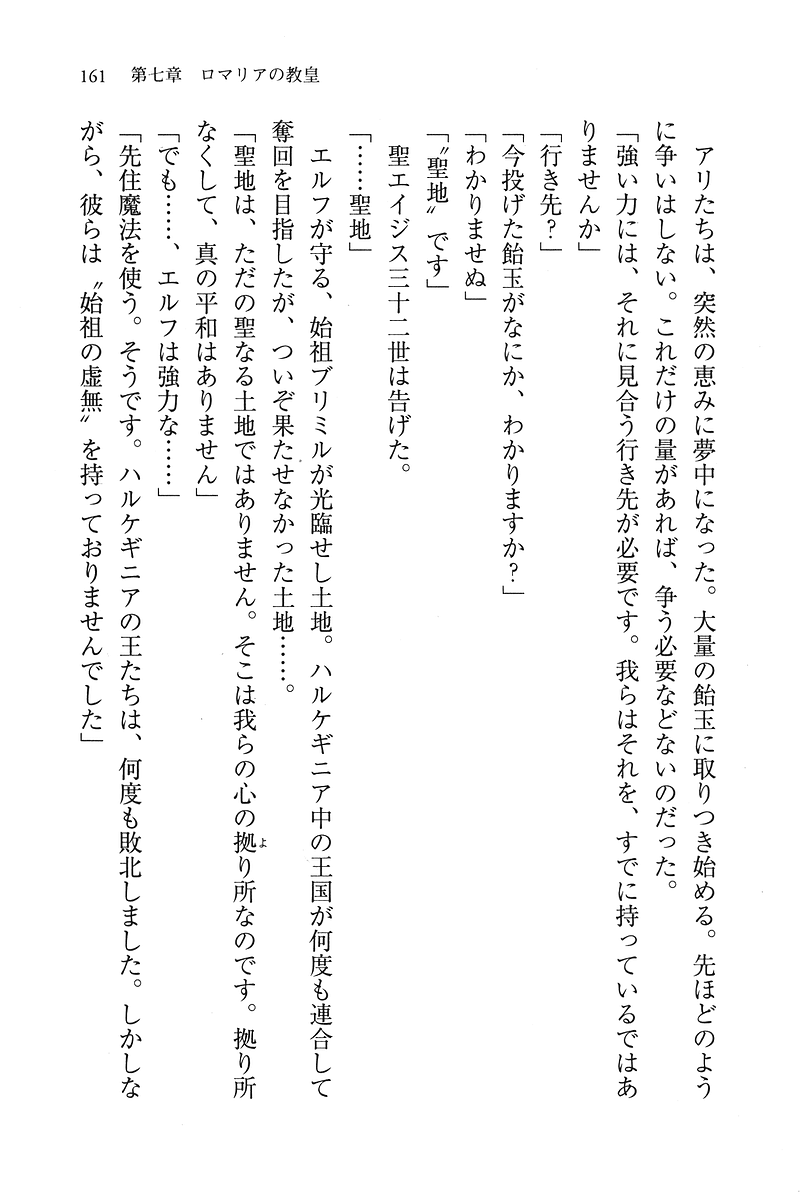 161　第七章　ロマリアの教皇
　アリたちは、突然の恵みに夢中になった。大量の飴玉に取りつき始める。先ほどのよう
に争いはしない。これだけの量があれば、争う必要などないのだった。
「強い力には、それに見合う行き先が必要です。我らはそれを、すでに持っているではあ
りませんか」
「行き先？」
「今投げた飴玉がなにか、わかりますか？」
「わかりませぬ」
「〝聖地〟です」
　聖エイジス三十二世は告げた。
「……聖地」
　エルフが守る、始祖ブリミルが光臨せし土地。ハルケギニア中の王国が何度も連合して
奪回を目指したが、ついぞ果たせなかった土地……。
「聖地は、ただの聖なる土地ではありません。そこは我らの心の拠り所なのです。拠り所
なくして、真の平和はありません」
「でも……、エルフは強力な……」
「先住魔法を使う。そうです。ハルケギニアの王たちは、何度も敗北しました。しかしな
がら、彼らは〝始祖の虚無〟を持っておりませんでした」